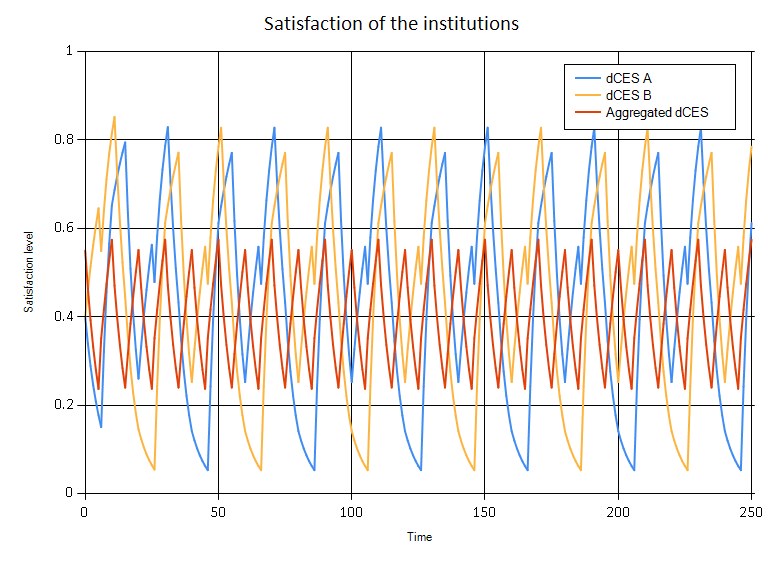 Satisfaction of the institutions
1
dCES A
dCES B
Aggregated dCES
0.8
0.6
Satisfaction level
0.4
0.2
0
0 50 100 150 200 250
Time